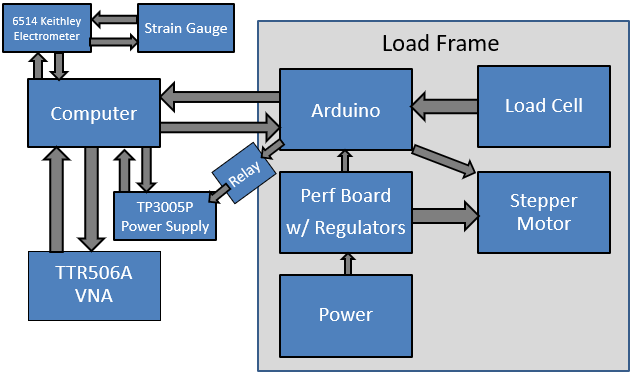 6514 Keithley
Electrometer
Strain Gauge
Load Frame
Computer
Arduino
Load Cell
Relay
TP3005P
Power Supply
Perf Board
w/ Regulators
Stepper
Motor
TTR506A
VNA
Power